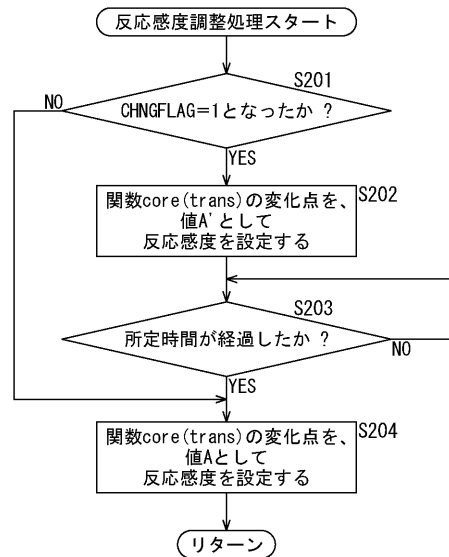 反応感度調整処理スタート
S201
NO
CHNGFLAG=1となったか ?
YES
S202
関数core(trans)の変化点を、
値A'として
反応感度を設定する
S203
所定時間が経過したか ?
NO
YES
S204
関数core(trans)の変化点を、
値Aとして
反応感度を設定する
リターン